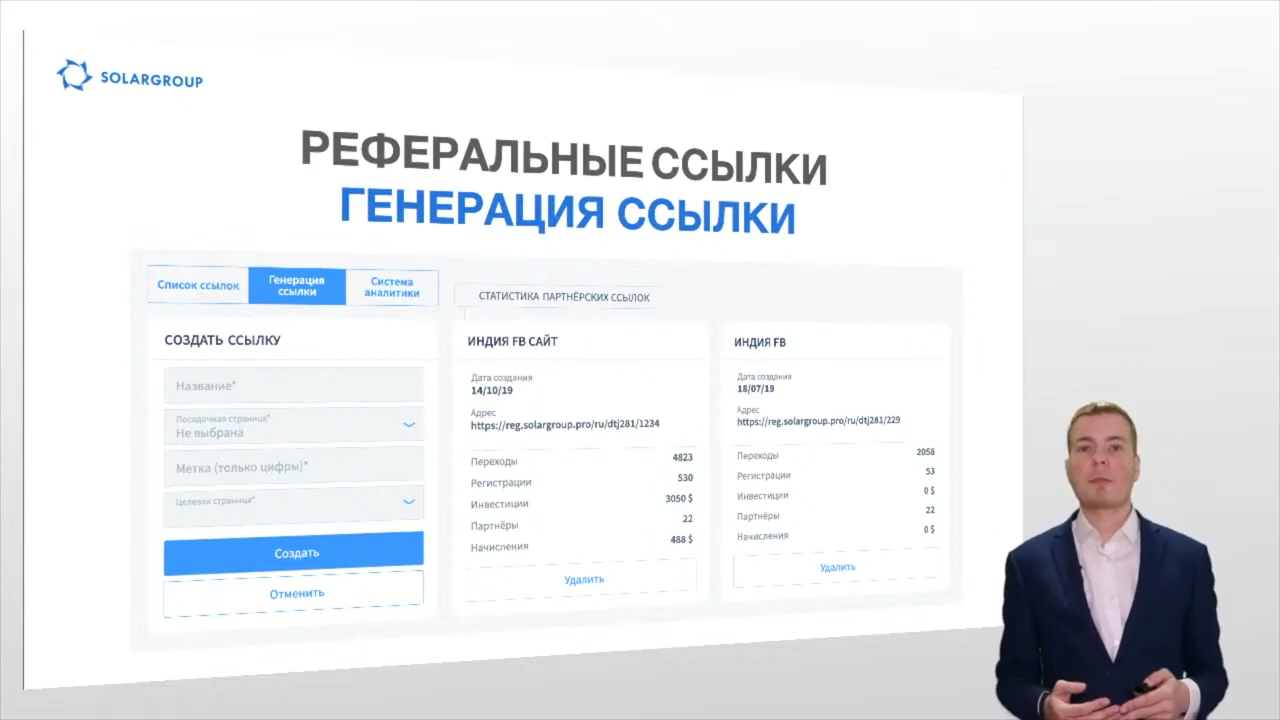 SOLARGROUP
РЕФЕРАЛЬНЫЕ ССЫЛКИ
ГЕНЕРАЦИЯ ССЫЛКИ
Список ссылок
Генерация
ссылки
Система
аналитики
СТАТИСТИКА ПАРТНЁРСКИХ ССЫЛОК
СОЗДАТЬ ССЫЛКУ
Название*
Посадочная страница*
Не выбрана
Метка (только цифры)*
Целевая страница*
Создать
Отменить
ИНДИЯ FB САЙТ
Дата создания
14/10/19
Адрес
https://reg.solargroup.pro/ru/dtj281/1234
Переходы 4823
Регистрации 530
Инвестиции 3050 $
Партнёры 22
Начисления 488 $
Удалить
ИНДИЯ FB
Дата создания
18/07/19
Адрес
https://reg.solargroup.pro/ru/dtj281/229
Переходы 2058
Регистрации 53
Инвестиции 0 $
Партнёры 22
Начисления 0 $
Удалить